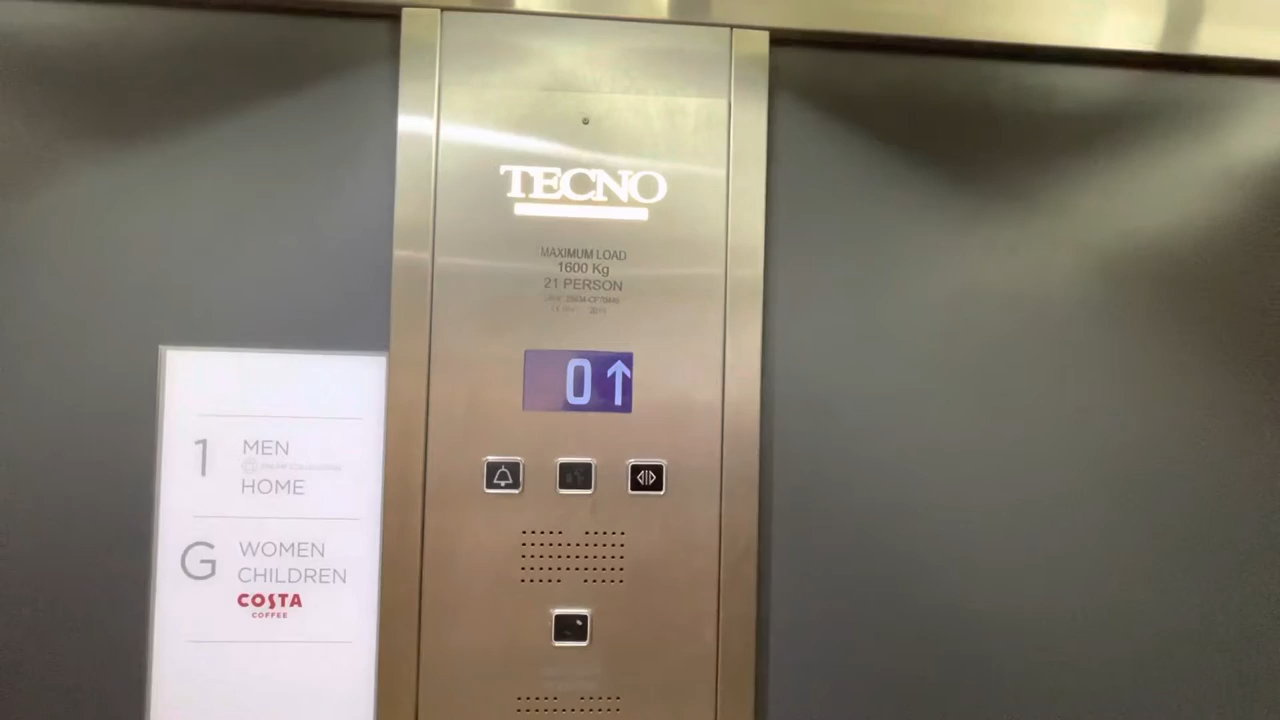 TECNO
MAXIMUM LOAD
1600 Kg
21 PERSON
0↑
1 MEN
HOME
G WOMEN
CHILDREN
COSTA
COFFEE